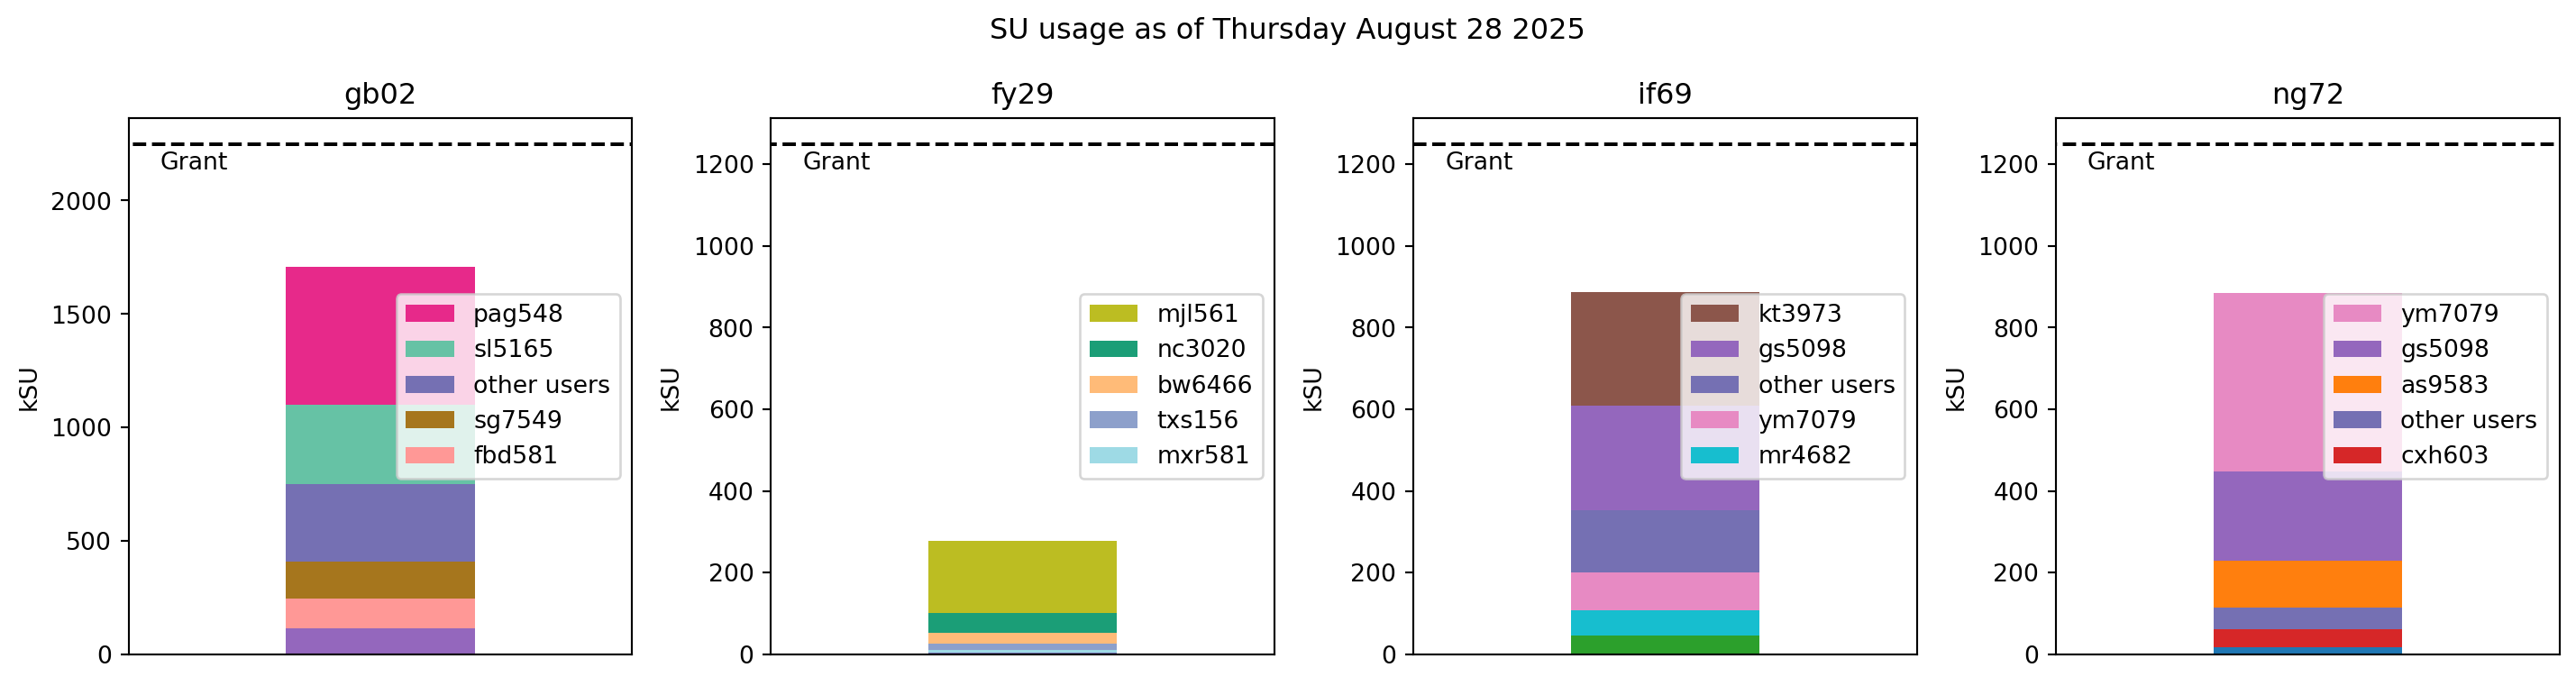 SU usage as of Thursday August 28 2025
gb02
kSU
2000
1500
1000
500
0
Grant
pag548
sl5165
other users
sg7549
fbd581
fy29
kSU
1200
1000
800
600
400
200
0
Grant
mjl561
nc3020
bw6466
txs156
mxr581
if69
kSU
1200
1000
800
600
400
200
0
Grant
kt3973
gs5098
other users
ym7079
mr4682
ng72
kSU
1200
1000
800
600
400
200
0
Grant
ym7079
gs5098
as9583
other users
cxh603